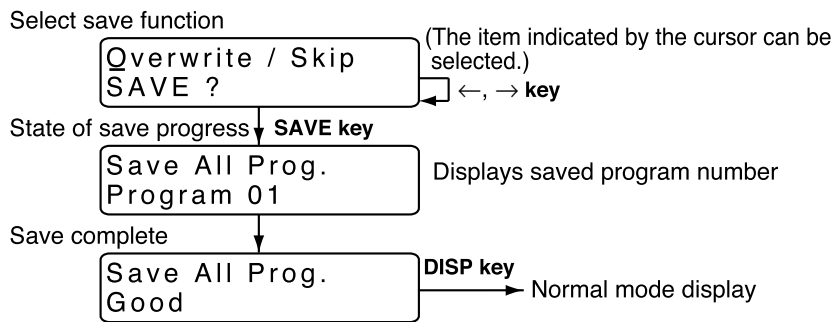 Select save function
Overwrite / Skip
SAVE ?
(The item indicated by the cursor can be
selected.)
←, → key
State of save progress
SAVE key
Save All Prog.
Program 01
Displays saved program number
Save complete
Save All Prog.
Good
DISP key
Normal mode display